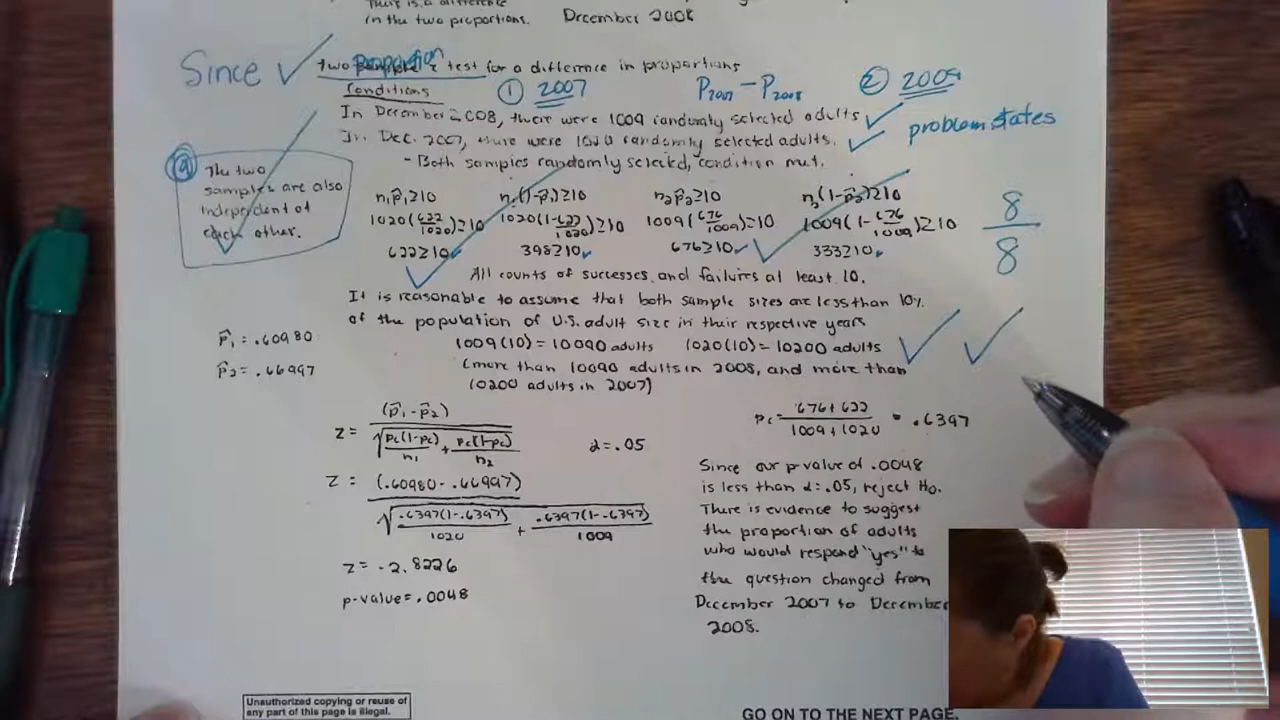 There is a difference
in the two proportions. December 2008
Since ✓ two proportion z test for a difference in proportions
Conditions ① 2007 P2007 - P2008 ② 2008
In December 2008, there were 1009 randomly selected adults
In Dec. 2007, there were 1020 randomly selected adults. problem states
- Both samples randomly selected, condition met.
1a
The two
samples are also
independent of
each other.
n₁p̂₁≥10 n₁(1-p̂₁)≥10 n₂p̂₂≥10 n₂(1-p̂₂)≥10
1020(622/1020)≥10 1020(1-622/1020)≥10 1009(676/1009)≥10 1009(1-676/1009)≥10
622≥10 398≥10 676≥10 333≥10
8/8
All counts of successes and failures at least 10.
It is reasonable to assume that both sample sizes are less than 10%
of the population of U.S. adult size in their respective years
1009(10)=10090 adults 1020(10)=10200 adults
(more than 10090 adults in 2008, and more than
10200 adults in 2007)
p̂₁=.60980
p̂₂=.66997
z= (p̂₁-p̂₂) / √(pc(1-pc)/n₁ + pc(1-pc)/n₂) α=.05
pc= 676+622 / 1009+1020 = .6397
z= (.60980-.66997) / √(.6397(1-.6397)/1020 + .6397(1-.6397)/1009)
z=-2.8226
p-value=.0048
Since our p-value of .0048
is less than α=.05, reject Ho.
There is evidence to suggest
the proportion of adults
who would respond "yes" to
the question changed from
December 2007 to December
2008.
Unauthorized copying or reuse of
any part of this page is illegal.
GO ON TO THE NEXT PAGE.